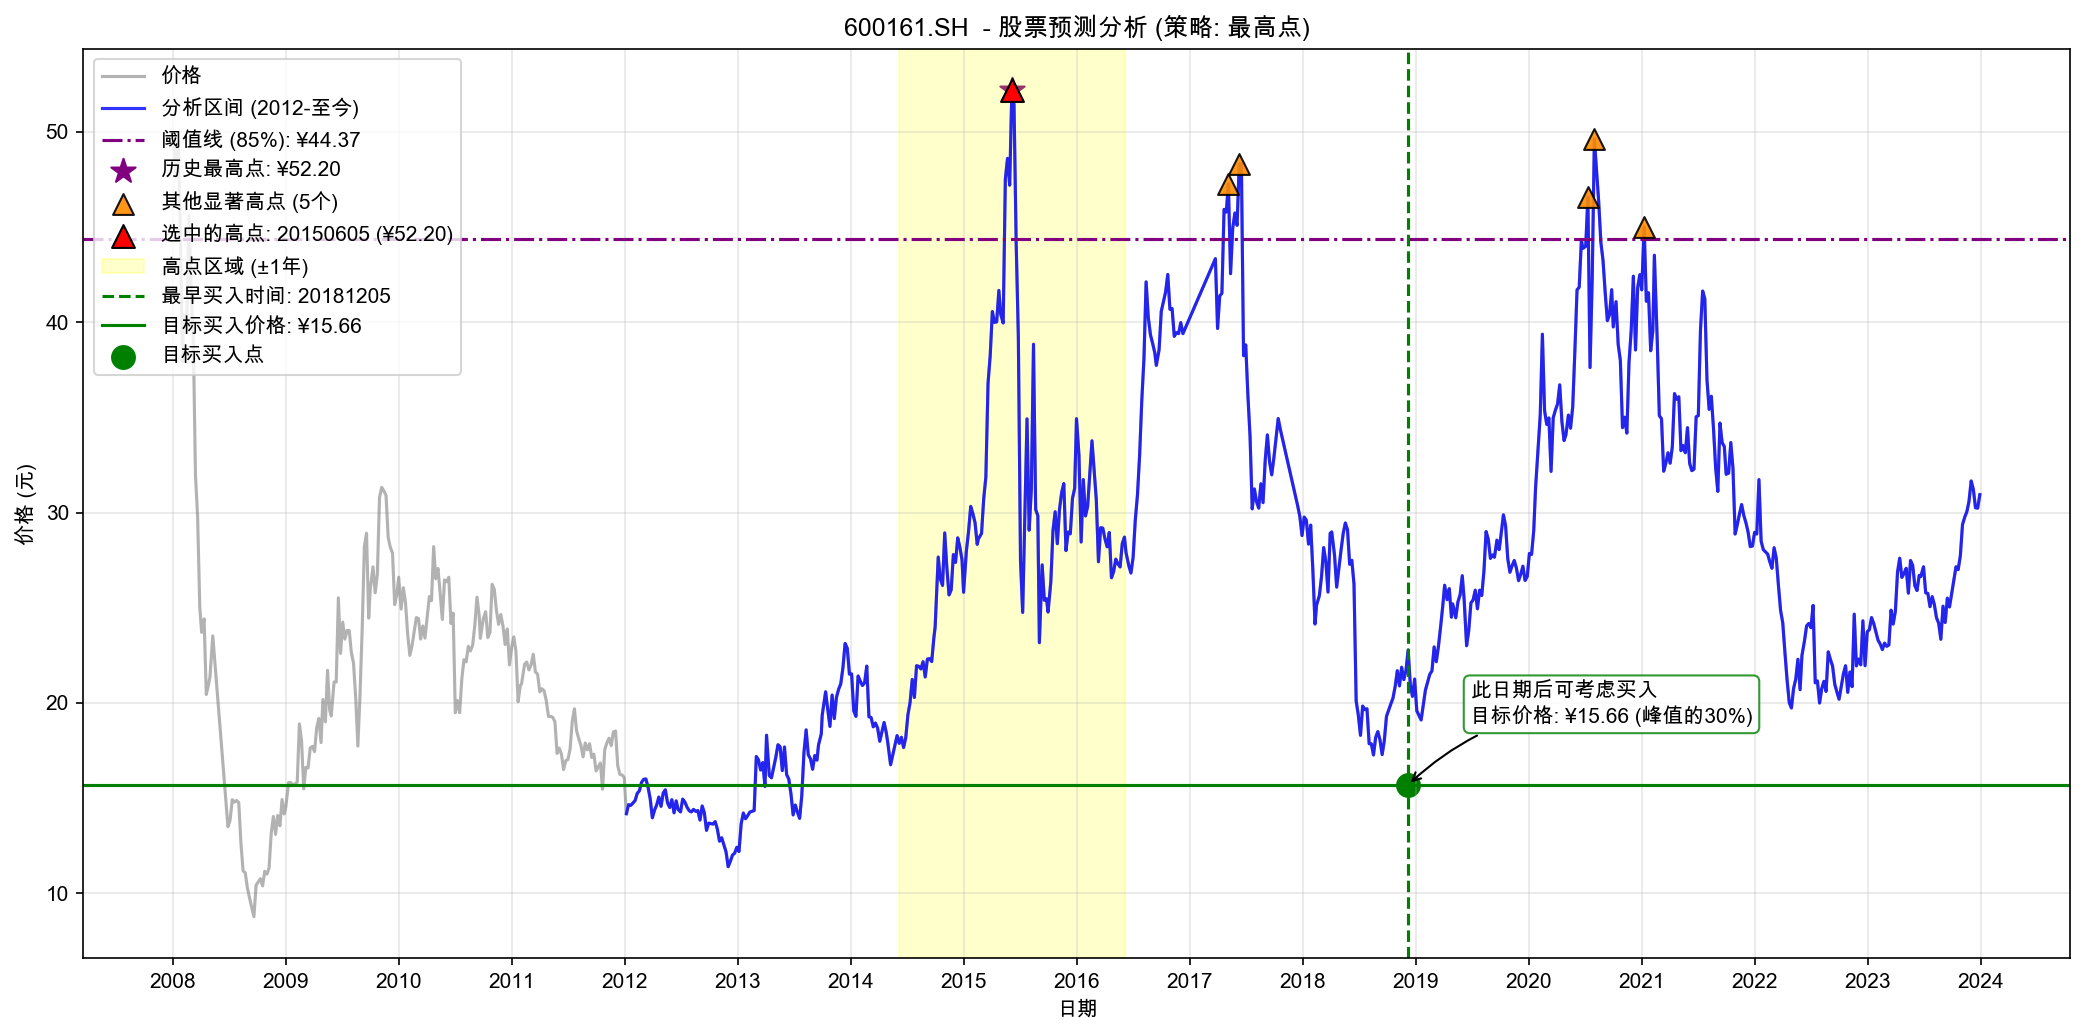 600161.SH - 股票预测分析 (策略: 最高点)
价格
分析区间 (2012-至今)
阈值线 (85%): ¥44.37
历史最高点: ¥52.20
其他显著高点 (5个)
选中的高点: 20150605 (¥52.20)
高点区域 (±1年)
最早买入时间: 20181205
目标买入价格: ¥15.66
目标买入点
价格 (元)
50
40
30
20
10
此日期后可考虑买入
目标价格: ¥15.66 (峰值的30%)
2008 2009 2010 2011 2012 2013 2014 2015 2016 2017 2018 2019 2020 2021 2022 2023 2024
日期